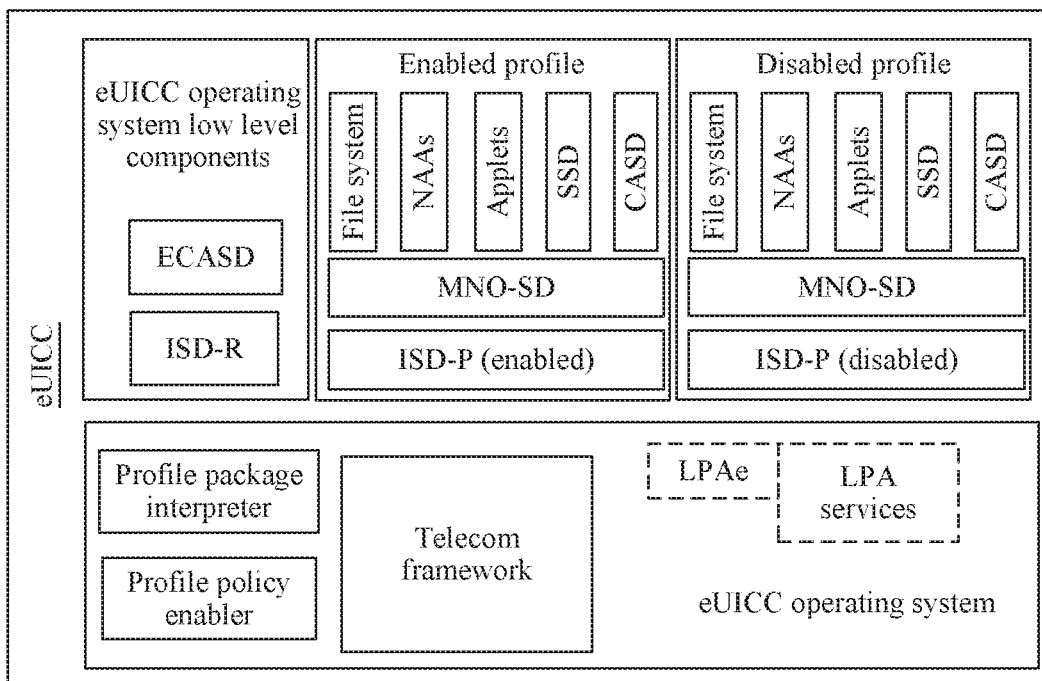 eUICC
eUICC operating
system low level
components
ECASD
ISD-R
Enabled profile
File system
NAAs
Applets
SSD
CASD
MNO-SD
ISD-P (enabled)
Disabled profile
File system
NAAs
Applets
SSD
CASD
MNO-SD
ISD-P (disabled)
Profile package
interpreter
Profile policy
enabler
Telecom
framework
LPAe
LPA
services
eUICC operating system